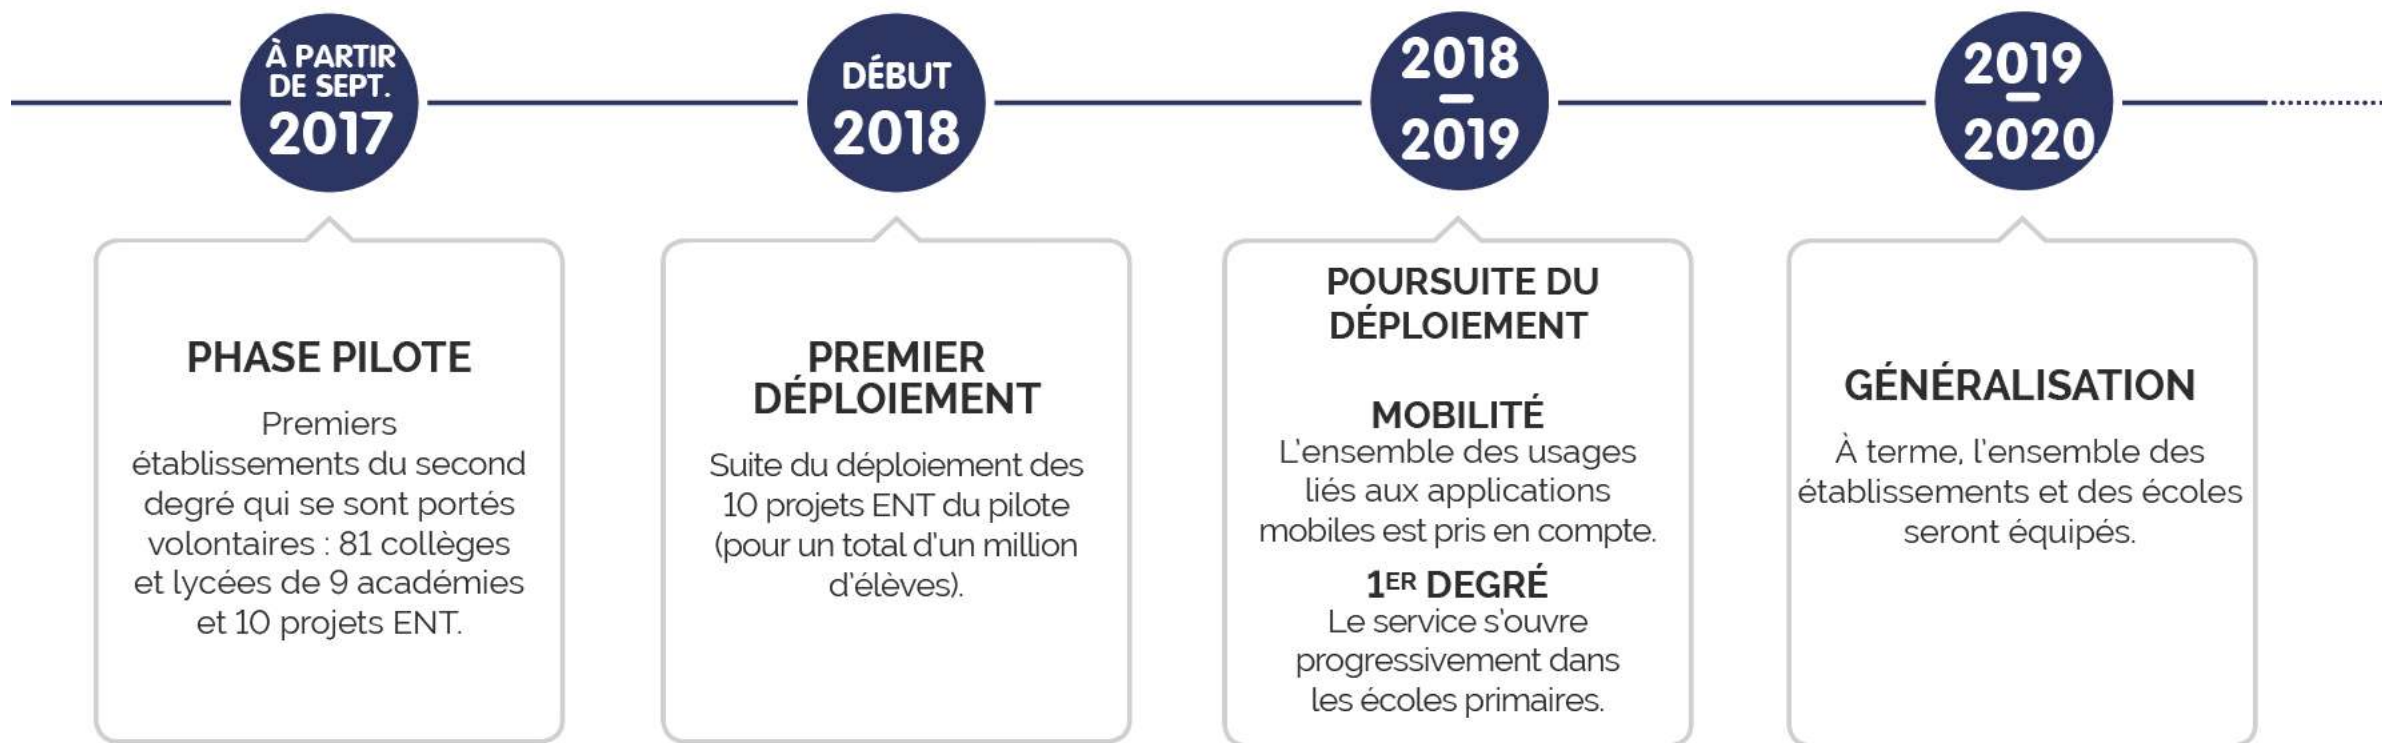 À PARTIR
DE SEPT.
2017
DÉBUT
2018
2018
–
2019
2019
–
2020
PHASE PILOTE
Premiers
établissements du second
degré qui se sont portés
volontaires : 81 collèges
et lycées de 9 académies
et 10 projets ENT.
PREMIER
DÉPLOIEMENT
Suite du déploiement des
10 projets ENT du pilote
(pour un total d'un million
d'élèves).
POURSUITE DU
DÉPLOIEMENT
MOBILITÉ
L'ensemble des usages
liés aux applications
mobiles est pris en compte.
1ER DEGRÉ
Le service s'ouvre
progressivement dans
les écoles primaires.
GÉNÉRALISATION
À terme, l'ensemble des
établissements et des écoles
seront équipés.